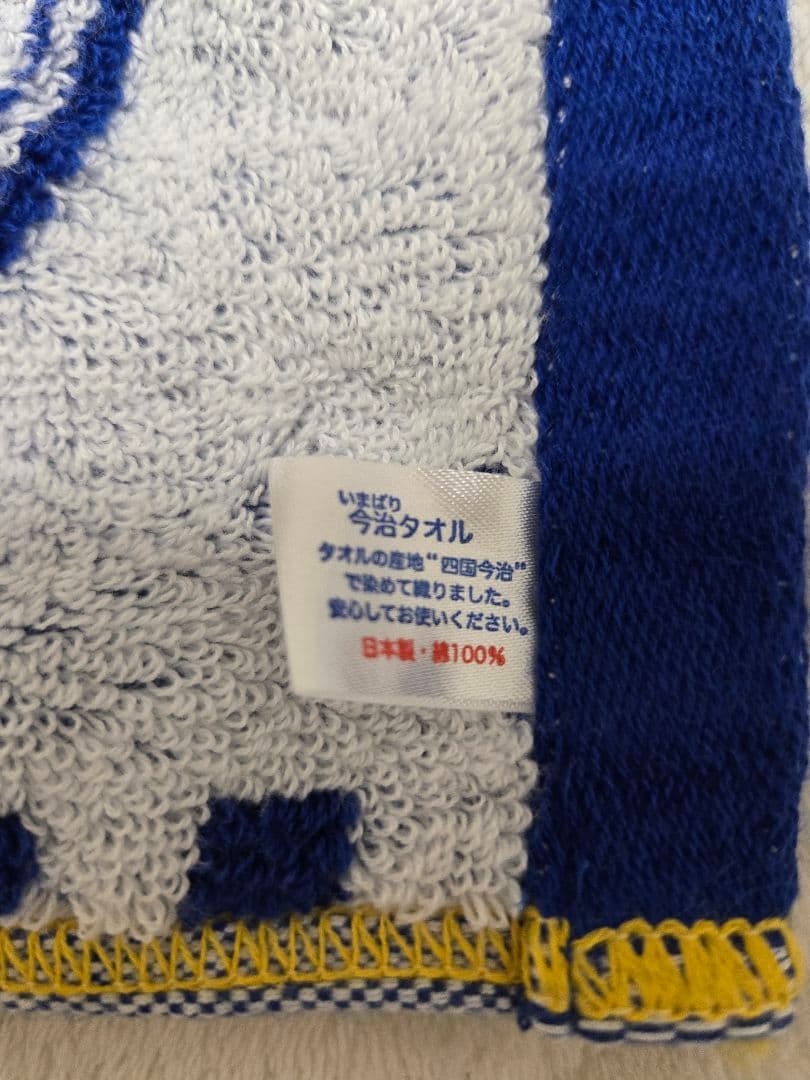 いまばり
今治タオル
タオルの産地“四国今治”
で染めて織りました。
安心してお使いください。
日本製・綿100%